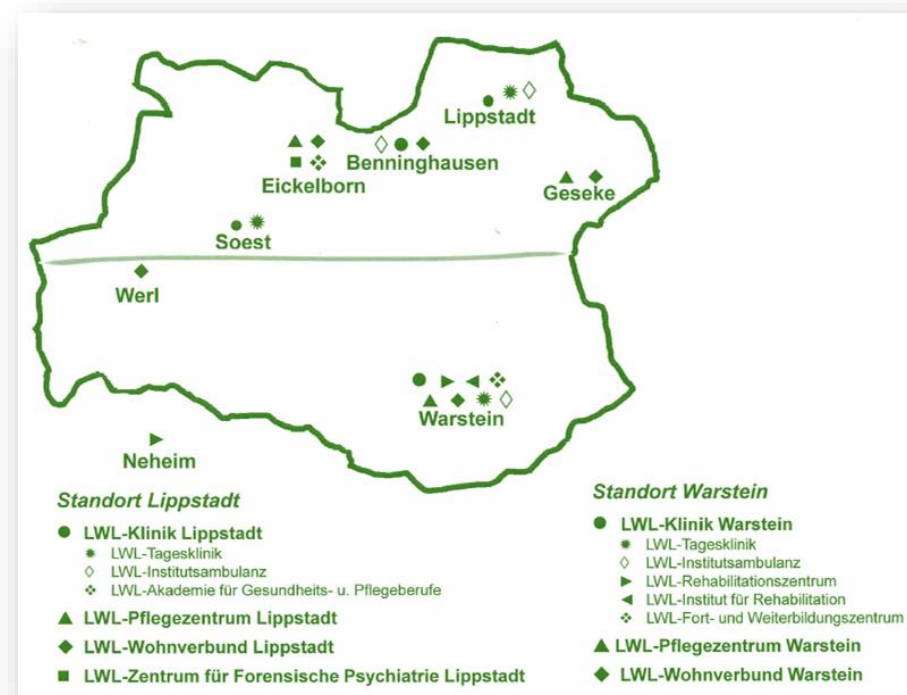 Lippstadt
Benninghausen
Eickelborn
Geseke
Soest
Werl
Warstein
Neheim
Standort Lippstadt
LWL-Klinik Lippstadt
LWL-Tagesklinik
LWL-Institutsambulanz
LWL-Akademie für Gesundheits- u. Pflegeberufe
LWL-Pflegezentrum Lippstadt
LWL-Wohnverbund Lippstadt
LWL-Zentrum für Forensische Psychiatrie Lippstadt
Standort Warstein
LWL-Klinik Warstein
LWL-Tagesklinik
LWL-Institutsambulanz
LWL-Rehabilitationszentrum
LWL-Institut für Rehabilitation
LWL-Fort- und Weiterbildungszentrum
LWL-Pflegezentrum Warstein
LWL-Wohnverbund Warstein